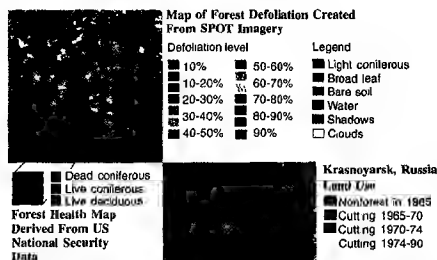 Map of Forest Defoliation Created
From SPOT Imagery
Defoliation level
10%
10-20%
20-30%
30-40%
40-50%
50-60%
60-70%
70-80%
80-90%
90%
Legend
Light coniferous
Broad leaf
Bare soil
Water
Shadows
Clouds
Dead coniferous
Live coniferous
Live deciduous
Forest Health Map
Derived From US
National Security
Data
Krasnoyarsk, Russia
Land Use
Nonforest in 1965
Cutting 1965-70
Cutting 1970-74
Cutting 1974-90